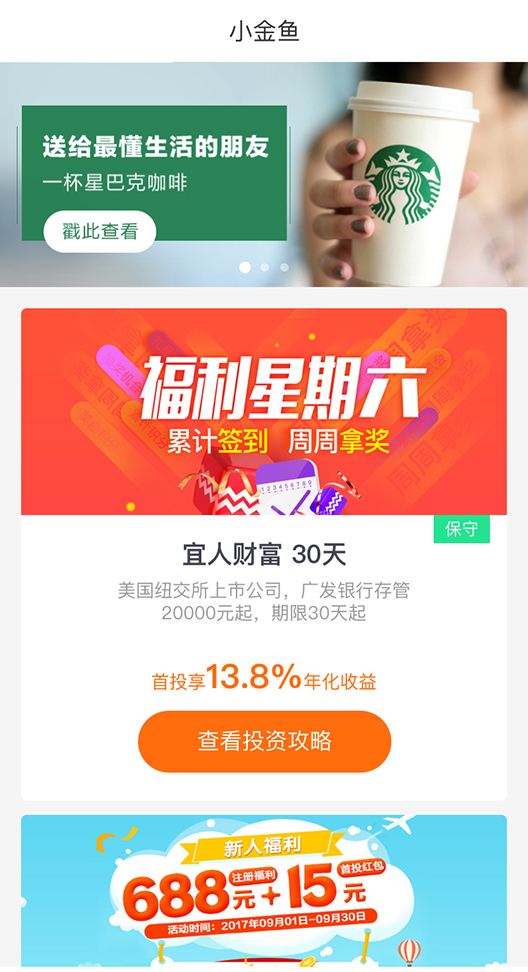 小金鱼
送给最懂生活的朋友
一杯星巴克咖啡
戳此查看
福利星期六
累计签到 周周拿奖
保守
宜人财富 30天
美国纽交所上市公司，广发银行存管
20000元起，期限30天起
首投享13.8%年化收益
查看投资攻略
新人福利
688元注册福利+15元首投红包
活动时间：2017年09月01日-09月30日